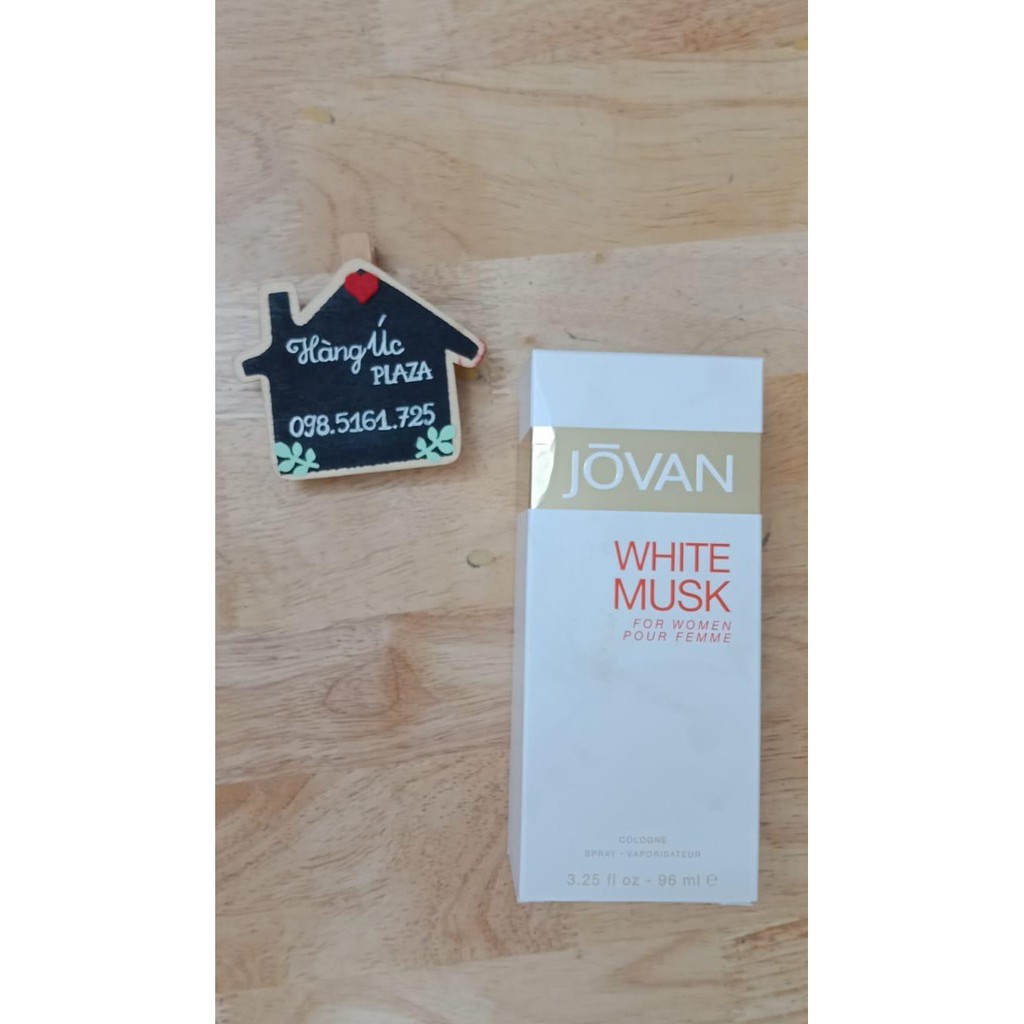 Hàng Úc
PLAZA
098.5161.725
JŌVAN
WHITE
MUSK
FOR WOMEN
POUR FEMME
COLOGNE
SPRAY • VAPORISATEUR
3.25 fl oz - 96 ml ℮